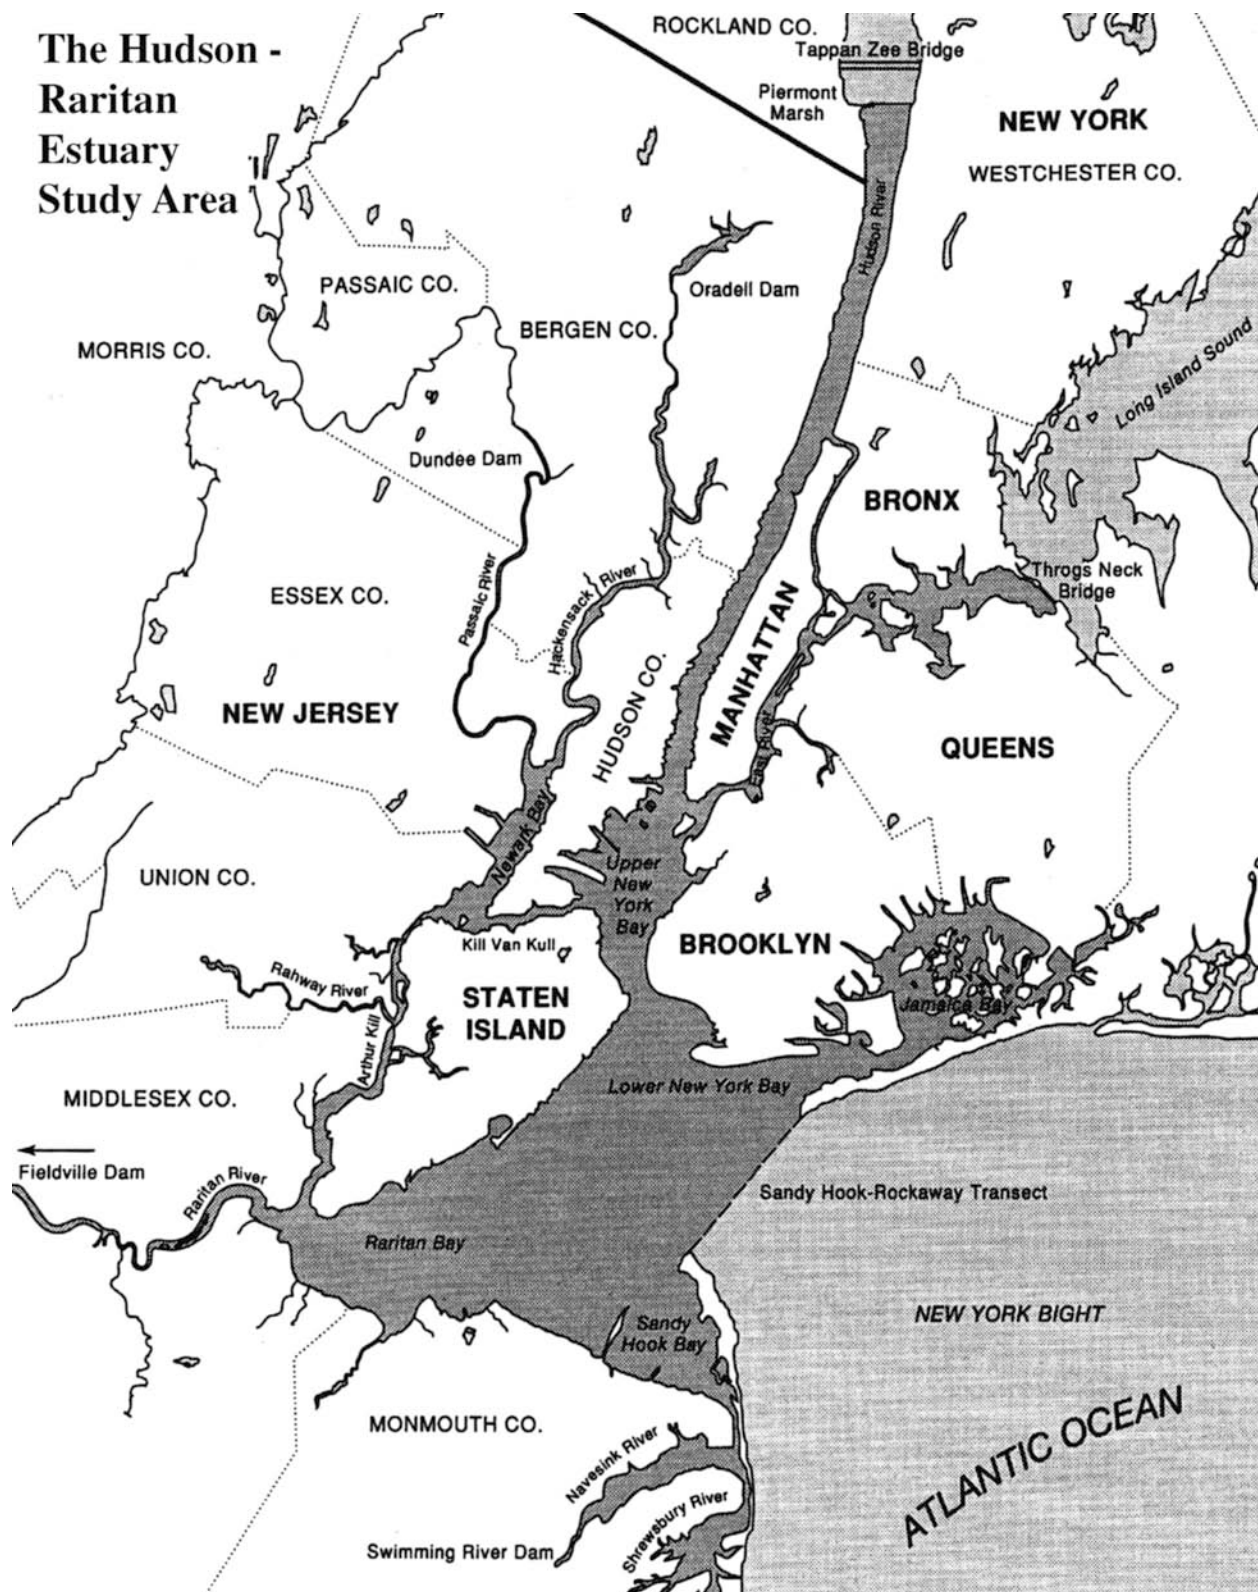 The Hudson -
Raritan
Estuary
Study Area
ROCKLAND CO.
Tappan Zee Bridge
Piermont
Marsh
NEW YORK
WESTCHESTER CO.
Hudson River
PASSAIC CO.
Oradell Dam
BERGEN CO.
MORRIS CO.
Long Island Sound
Dundee Dam
BRONX
Throgs Neck
Bridge
ESSEX CO.
Passaic River
Hackensack River
MANHATTAN
HUDSON CO.
NEW JERSEY
East River
QUEENS
Newark Bay
Upper
New
York
Bay
UNION CO.
Kill Van Kull
BROOKLYN
Rahway River
STATEN
ISLAND
Jamaica Bay
Arthur Kill
Lower New York Bay
MIDDLESEX CO.
Fieldville Dam
Raritan River
Sandy Hook-Rockaway Transect
Raritan Bay
NEW YORK BIGHT
Sandy
Hook Bay
MONMOUTH CO.
ATLANTIC OCEAN
Navesink River
Shrewsbury River
Swimming River Dam